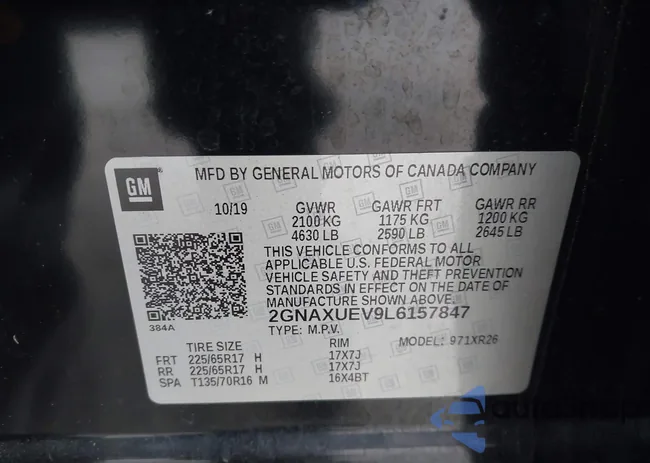 GM
MFD BY GENERAL MOTORS OF CANADA COMPANY
10/19 GVWR GAWR FRT GAWR RR
2100 KG 1175 KG 1200 KG
4630 LB 2590 LB 2645 LB
THIS VEHICLE CONFORMS TO ALL
APPLICABLE U.S. FEDERAL MOTOR
VEHICLE SAFETY AND THEFT PREVENTION
STANDARDS IN EFFECT ON THE DATE
OF MANUFACTURE SHOWN ABOVE.
2GNAXUEV9L6157847
384A
TYPE: M.P.V. MODEL: 971XR26
TIRE SIZE RIM
FRT 225/65R17 H 17X7J
RR 225/65R17 H 17X7J
SPA T135/70R16 M 16X4BT